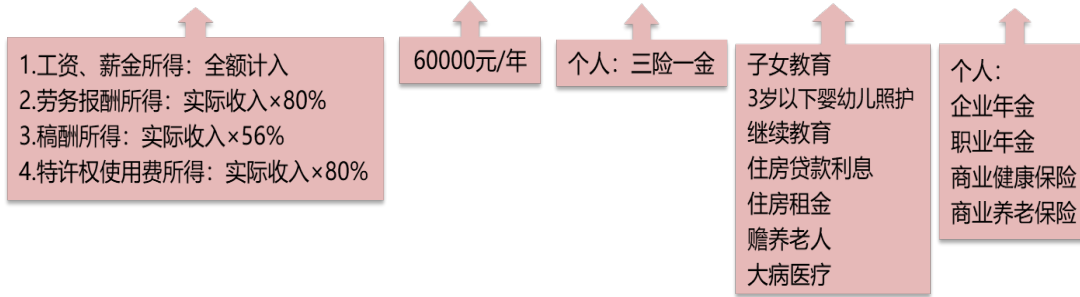 1.工资、薪金所得：全额计入
2.劳务报酬所得：实际收入×80%
3.稿酬所得：实际收入×56%
4.特许权使用费所得：实际收入×80%
60000元/年
个人：三险一金
子女教育
3岁以下婴幼儿照护
继续教育
住房贷款利息
住房租金
赡养老人
大病医疗
个人：
企业年金
职业年金
商业健康保险
商业养老保险